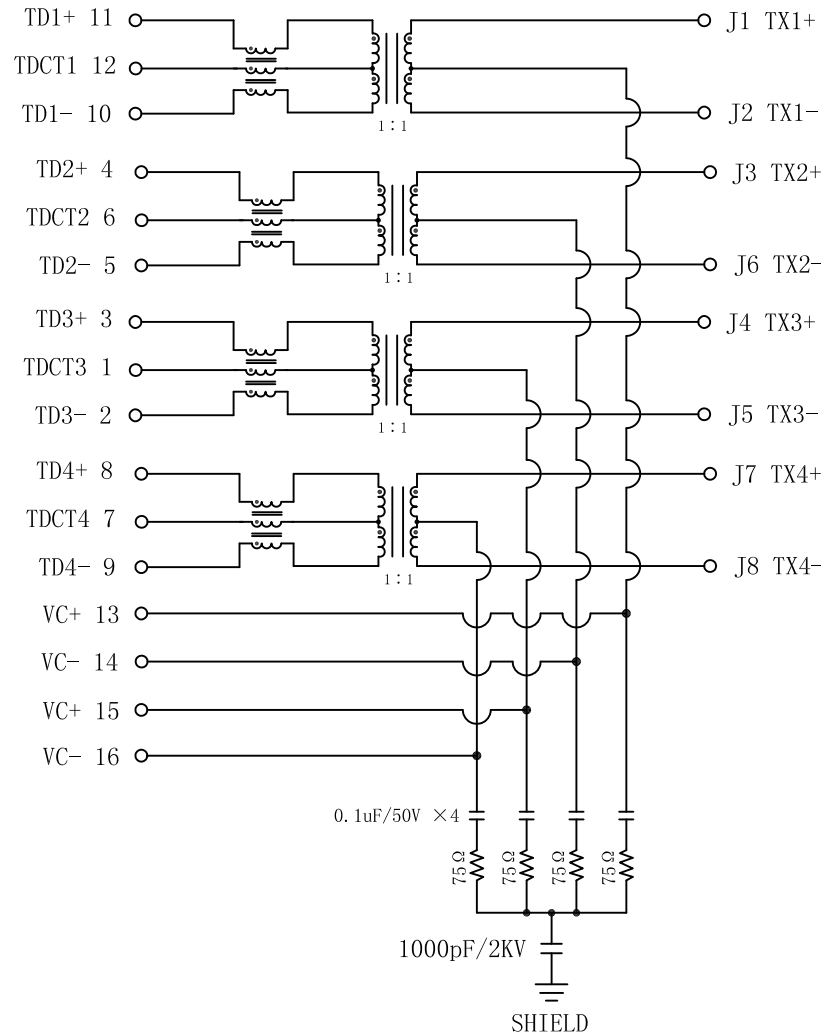 TD1+ 11
J1 TX1+
TDCT1 12
TD1- 10
J2 TX1-
1:1
TD2+ 4
J3 TX2+
TDCT2 6
TD2- 5
J6 TX2-
1:1
TD3+ 3
J4 TX3+
TDCT3 1
TD3- 2
J5 TX3-
1:1
TD4+ 8
J7 TX4+
TDCT4 7
TD4- 9
J8 TX4-
1:1
VC+ 13
VC- 14
VC+ 15
VC- 16
0.1uF/50V ×4
75Ω
75Ω
75Ω
75Ω
1000pF/2KV
SHIELD